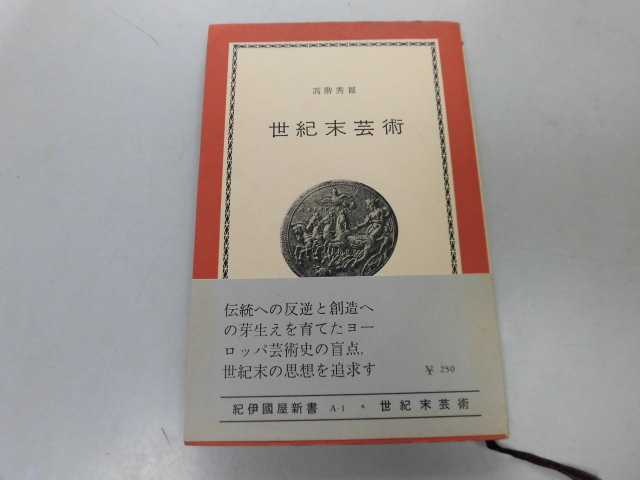 高階秀爾
世紀末芸術
伝統への反逆と創造へ
の芽生えを育てたヨー
ロッパ芸術史の盲点,
世紀末の思想を追求す
¥ 250
紀伊國屋新書 A-1 * 世紀末芸術